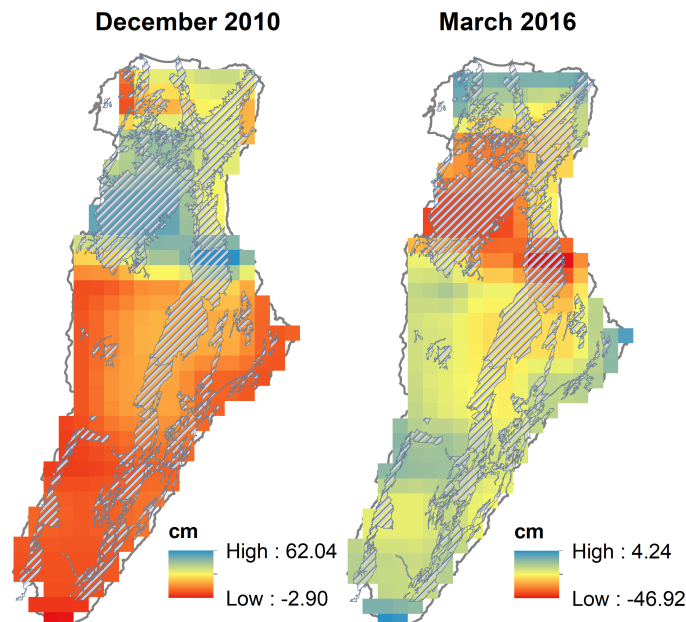 December 2010
March 2016
cm
High : 62.04
Low : -2.90
cm
High : 4.24
Low : -46.92